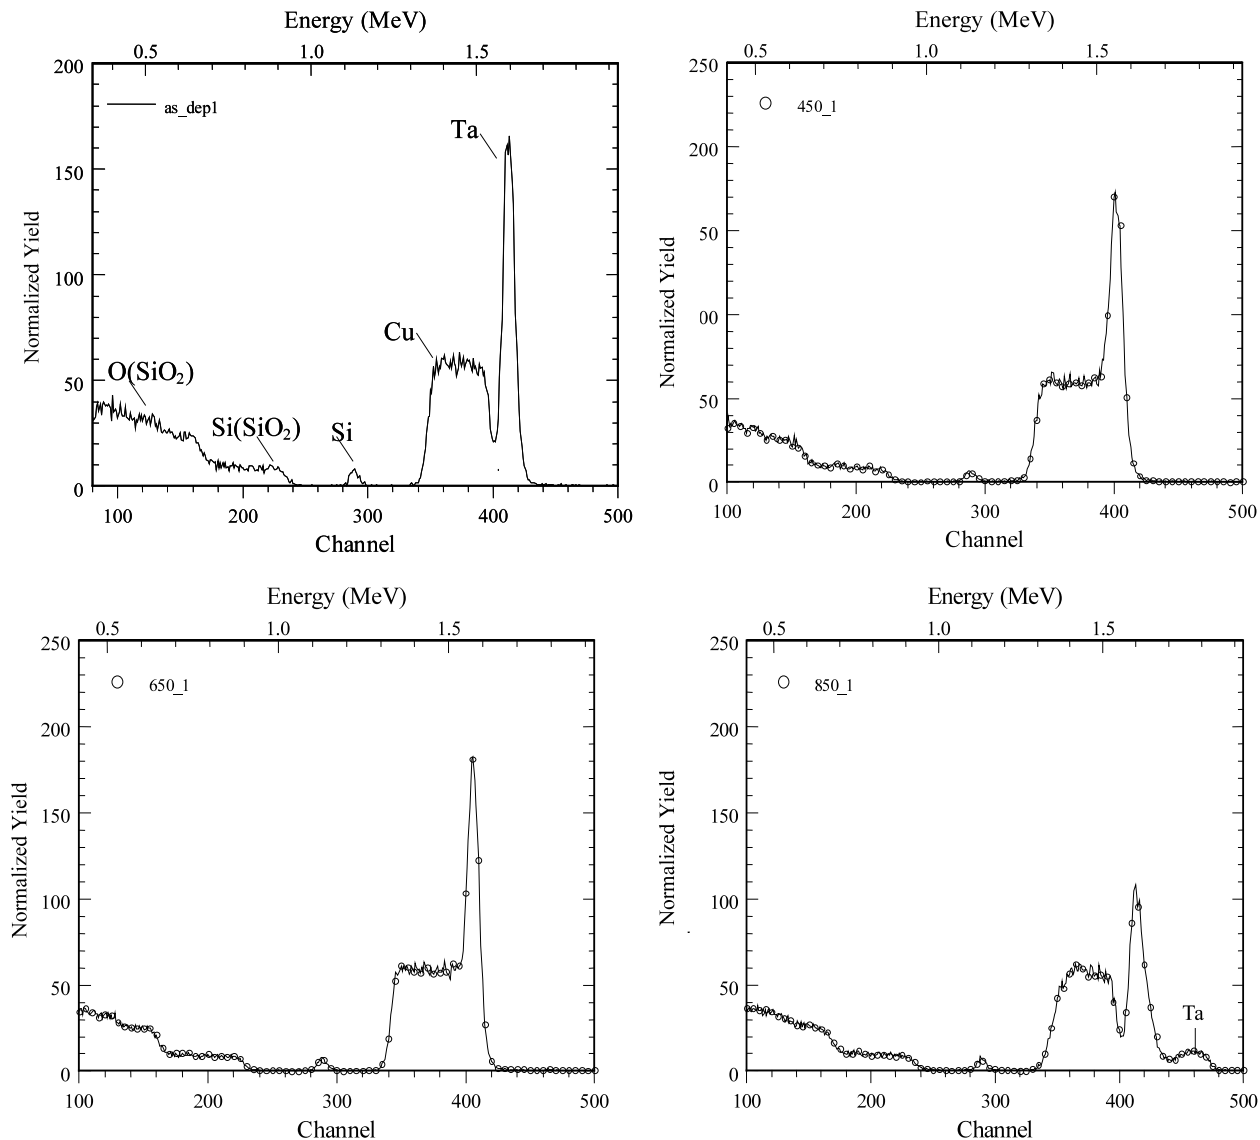 Energy (MeV)
0.5 1.0 1.5
200
150
100
50
0
Normalized Yield
as_dep1
Ta
Cu
O(SiO₂)
Si(SiO₂)
Si
100 200 300 400 500
Channel
Energy (MeV)
0.5 1.0 1.5
250
200
50
00
50
0
Normalized Yield
450_1
100 200 300 400 500
Channel
Energy (MeV)
0.5 1.0 1.5
250
200
150
100
50
0
Normalized Yield
650_1
100 200 300 400 500
Channel
Energy (MeV)
0.5 1.0 1.5
250
200
150
100
50
0
Normalized Yield
850_1
Ta
100 200 300 400 500
Channel